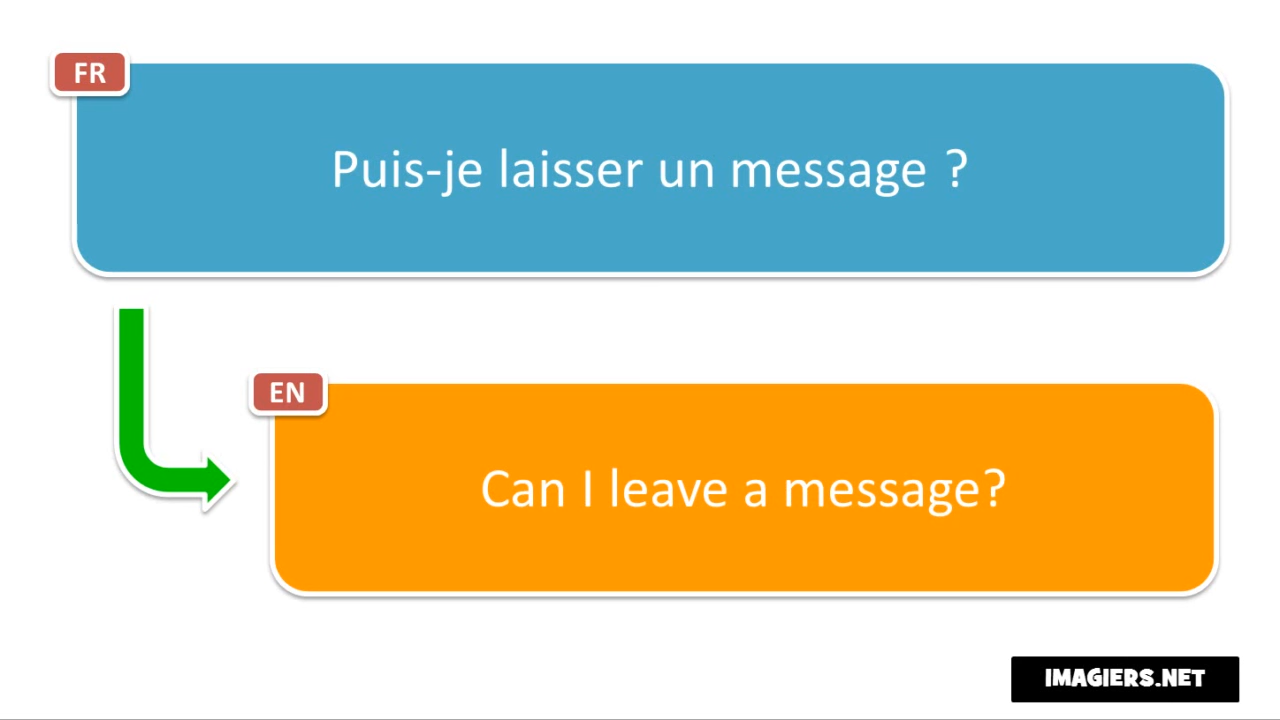 FR
Puis-je laisser un message ?
EN
Can I leave a message?
IMAGIERS.NET